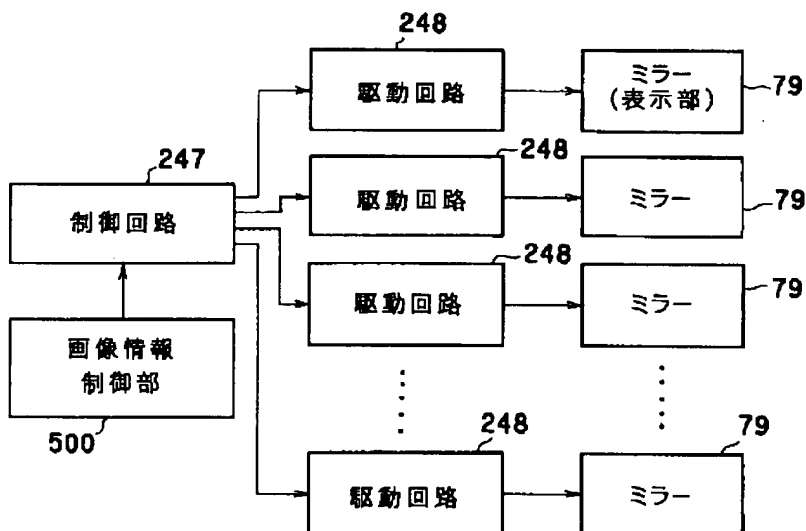 248
駆動回路
ミラー
(表示部)
79
247
制御回路
248
駆動回路
ミラー
79
248
駆動回路
ミラー
79
画像情報
制御部
500
248
駆動回路
79
ミラー